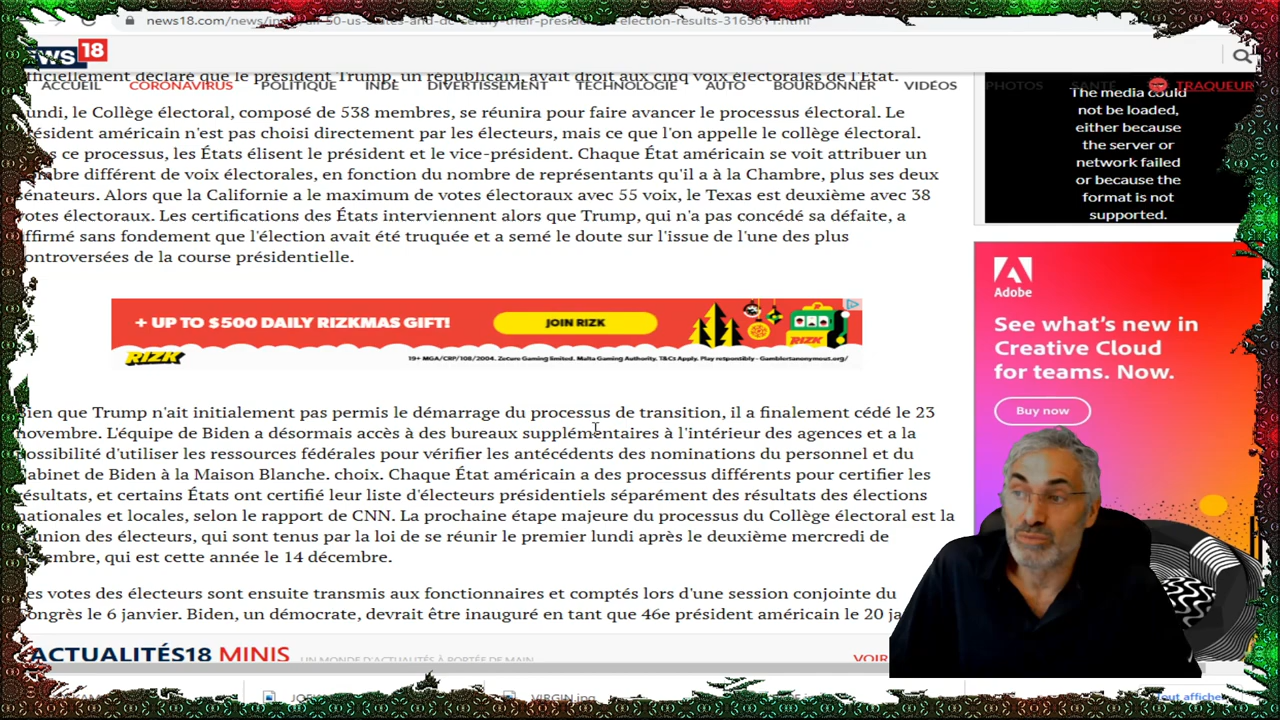 news18.com/news/in
50-us-states-and-dc-certify-their-presi
election-results-31656
.html
18
officiellement déclaré que le président Trump, un républicain, avait droit aux cinq voix électorales de l'État.
ACCUEIL CORONAVIRUS POLITIQUE INDE DIVERTISSEMENT TECHNOLOGIE AUTO BOURDONNER VIDÉOS PHOTOS SANTÉ TRAQUEUR
undi, le Collège électoral, composé de 538 membres, se réunira pour faire avancer le processus électoral. Le
résident américain n'est pas choisi directement par les électeurs, mais ce que l'on appelle le collège électoral.
s ce processus, les États élisent le président et le vice-président. Chaque État américain se voit attribuer un
mbre différent de voix électorales, en fonction du nombre de représentants qu'il a à la Chambre, plus ses deux
sénateurs. Alors que la Californie a le maximum de votes électoraux avec 55 voix, le Texas est deuxième avec 38
votes électoraux. Les certifications des États interviennent alors que Trump, qui n'a pas concédé sa défaite, a
affirmé sans fondement que l'élection avait été truquée et a semé le doute sur l'issue de l'une des plus
controversées de la course présidentielle.
The media could
not be loaded,
either because
the server or
network failed
or because the
format is not
supported.
+ UP TO $500 DAILY RIZKMAS GIFT!
JOIN RIZK
RIZK
RIZK
19+ MGA/CRP/108/2004. Zecure Gaming limited. Malta Gaming Authority. T&Cs Apply. Play responsibly - Gamblersanonymout.org/
Adobe
See what's new in
Creative Cloud
for teams. Now.
Buy now
Bien que Trump n'ait initialement pas permis le démarrage du processus de transition, il a finalement cédé le 23
novembre. L'équipe de Biden a désormais accès à des bureaux supplémentaires à l'intérieur des agences et a la
possibilité d'utiliser les ressources fédérales pour vérifier les antécédents des nominations du personnel et du
cabinet de Biden à la Maison Blanche. choix. Chaque État américain a des processus différents pour certifier les
résultats, et certains États ont certifié leur liste d'électeurs présidentiels séparément des résultats des élections
nationales et locales, selon le rapport de CNN. La prochaine étape majeure du processus du Collège électoral est la
union des électeurs, qui sont tenus par la loi de se réunir le premier lundi après le deuxième mercredi de
embre, qui est cette année le 14 décembre.
es votes des électeurs sont ensuite transmis aux fonctionnaires et comptés lors d'une session conjointe du
ongrès le 6 janvier. Biden, un démocrate, devrait être inauguré en tant que 46e président américain le 20 ja
ACTUALITÉS18 MINIS UN MONDE D'ACTUALITÉS À PORTÉE DE MAIN
VOIR
VIRGIN.jpg
Tout affiche